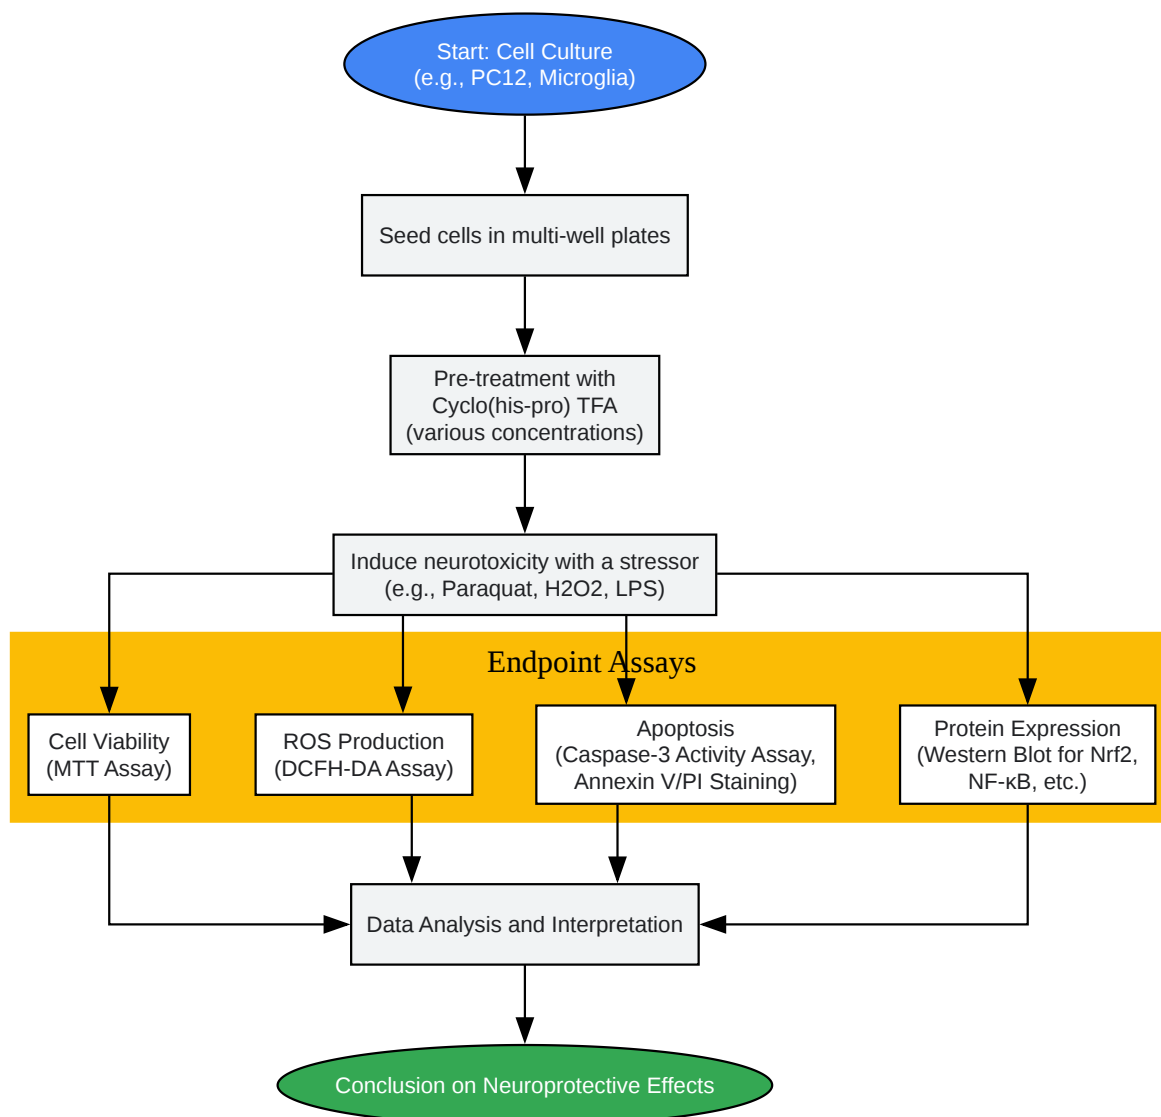 Start: Cell Culture
(e.g., PC12, Microglia)
Seed cells in multi-well plates
Pre-treatment with
Cyclo(his-pro) TFA
(various concentrations)
Induce neurotoxicity with a stressor
(e.g., Paraquat, H2O2, LPS)
Endpoint Assays
Cell Viability
(MTT Assay)
ROS Production
(DCFH-DA Assay)
Apoptosis
(Caspase-3 Activity Assay,
Annexin V/PI Staining)
Protein Expression
(Western Blot for Nrf2,
NF-κB, etc.)
Data Analysis and Interpretation
Conclusion on Neuroprotective Effects